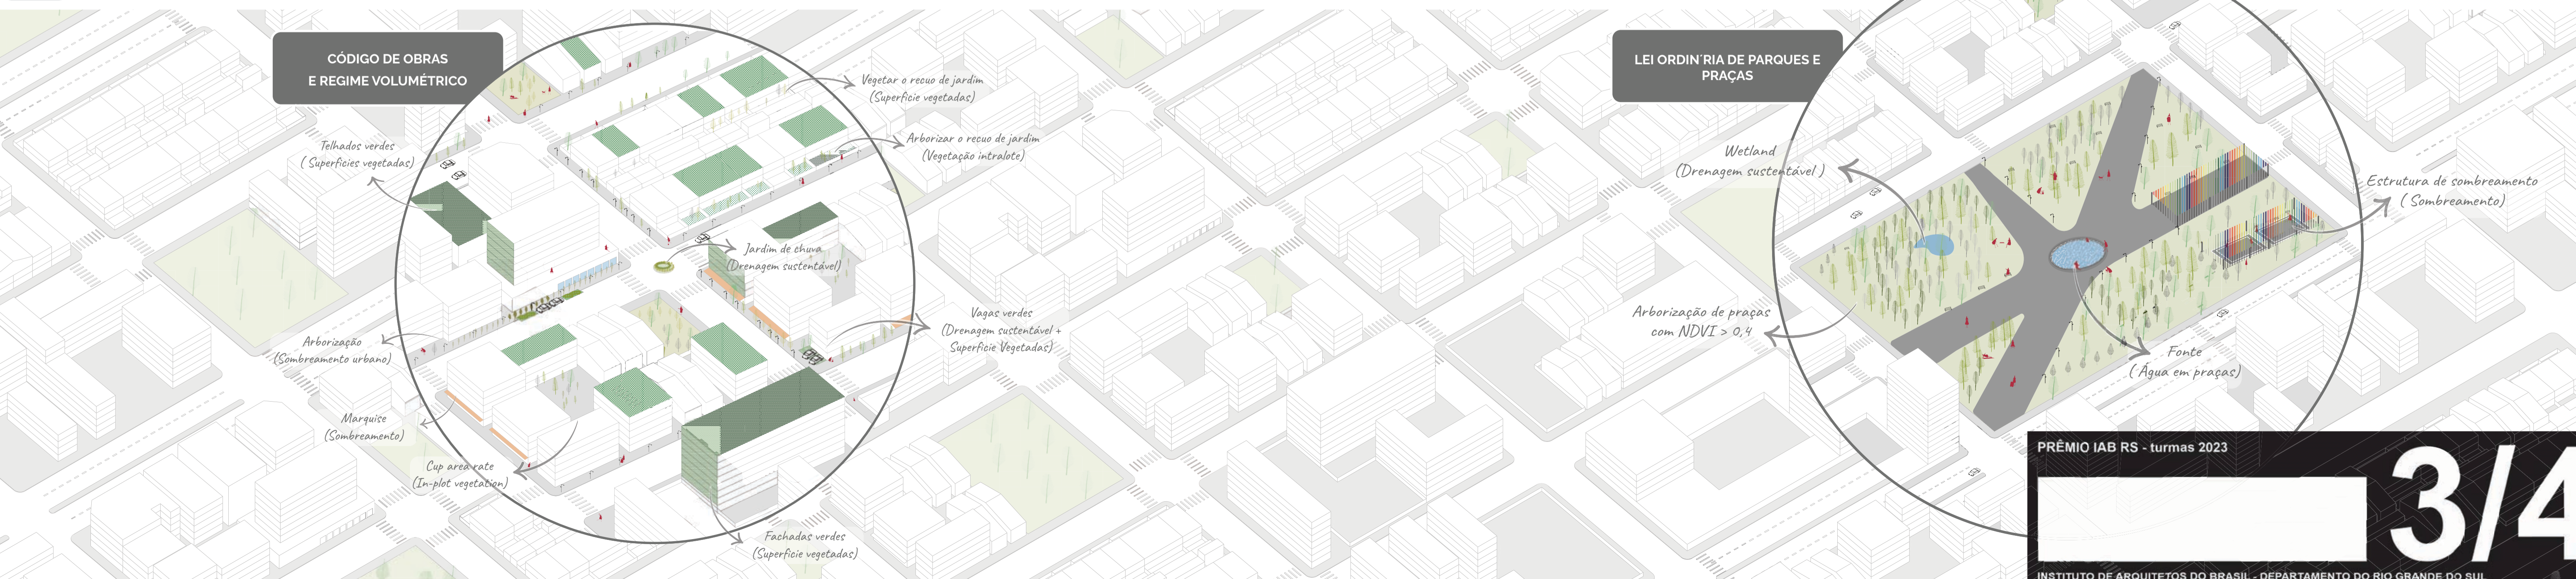 CÓDIGO DE OBRAS
E REGIME VOLUMÉTRICO
Telhados verdes
( Superfícies vegetadas)
Vegetar o recuo de jardim
(Superfície vegetadas)
Arborizar o recuo de jardim
(Vegetação intralote)
Jardim de chuva
(Drenagem sustentável)
Vagas verdes
(Drenagem sustentável +
Superfície Vegetadas)
Arborização
(Sombreamento urbano)
Marquise
(Sombreamento)
Cup area rate
(In-plot vegetation)
Fachadas verdes
(Superfície vegetadas)
LEI ORDIN´RIA DE PARQUES E
PRAÇAS
Wetland
(Drenagem sustentável )
Estrutura de sombreamento
( Sombreamento)
Arborização de praças
com NDVI > 0,4
Fonte
( Água em praças)
PRÊMIO IAB RS - turmas 2023
3/4
INSTITUTO DE ARQUITETOS DO BRASIL - DEPARTAMENTO DO RIO GRANDE DO SUL